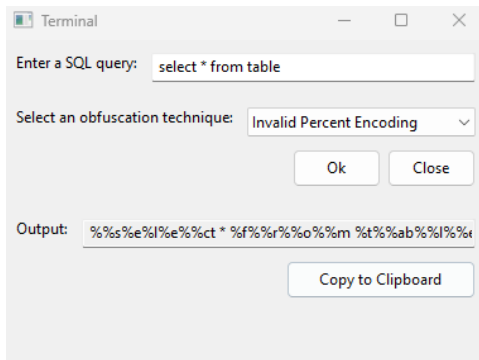 Terminal
Enter a SQL query: select * from table
Select an obfuscation technique: Invalid Percent Encoding
Ok Close
Output: %%s%e%l%e%%ct * %f%%r%%o%%m %t%%ab%%l%%e
Copy to Clipboard